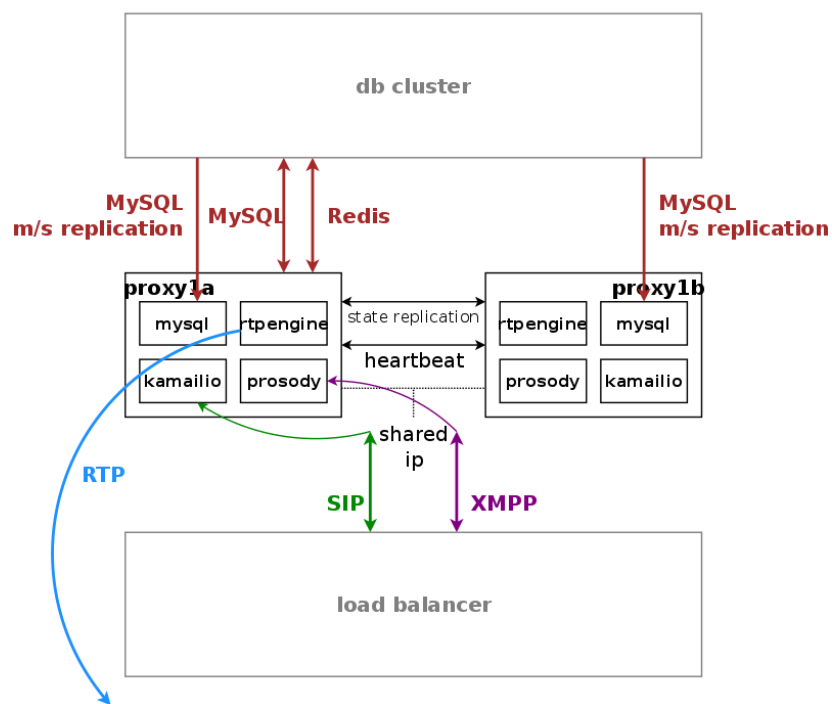 db cluster
MySQL
m/s replication
MySQL
Redis
MySQL
m/s replication
proxy1a
mysql
rtpengine
kamailio
prosody
state replication
heartbeat
proxy1b
rtpengine
mysql
prosody
kamailio
shared
ip
RTP
SIP
XMPP
load balancer